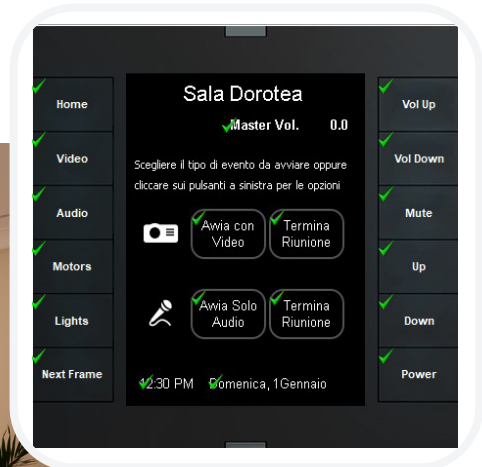 Sala Dorotea
Master Vol. 0.0
Scegliere il tipo di evento da avviare oppure
cliccare sui pulsanti a sinistra per le opzioni
Avvia con
Video
Termina
Riunione
Avvia Solo
Audio
Termina
Riunione
12:30 PM Domenica, 1Gennaio
Home
Video
Audio
Motors
Lights
Next Frame
Vol Up
Vol Down
Mute
Up
Down
Power